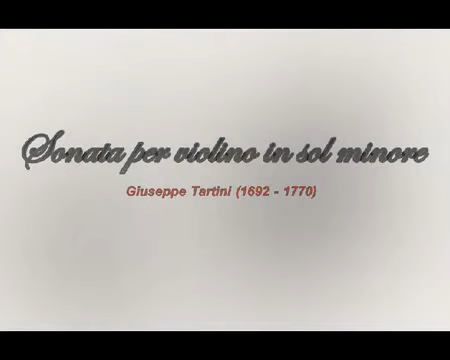 Sonata per violino in sol minore
Giuseppe Tartini (1692 - 1770)